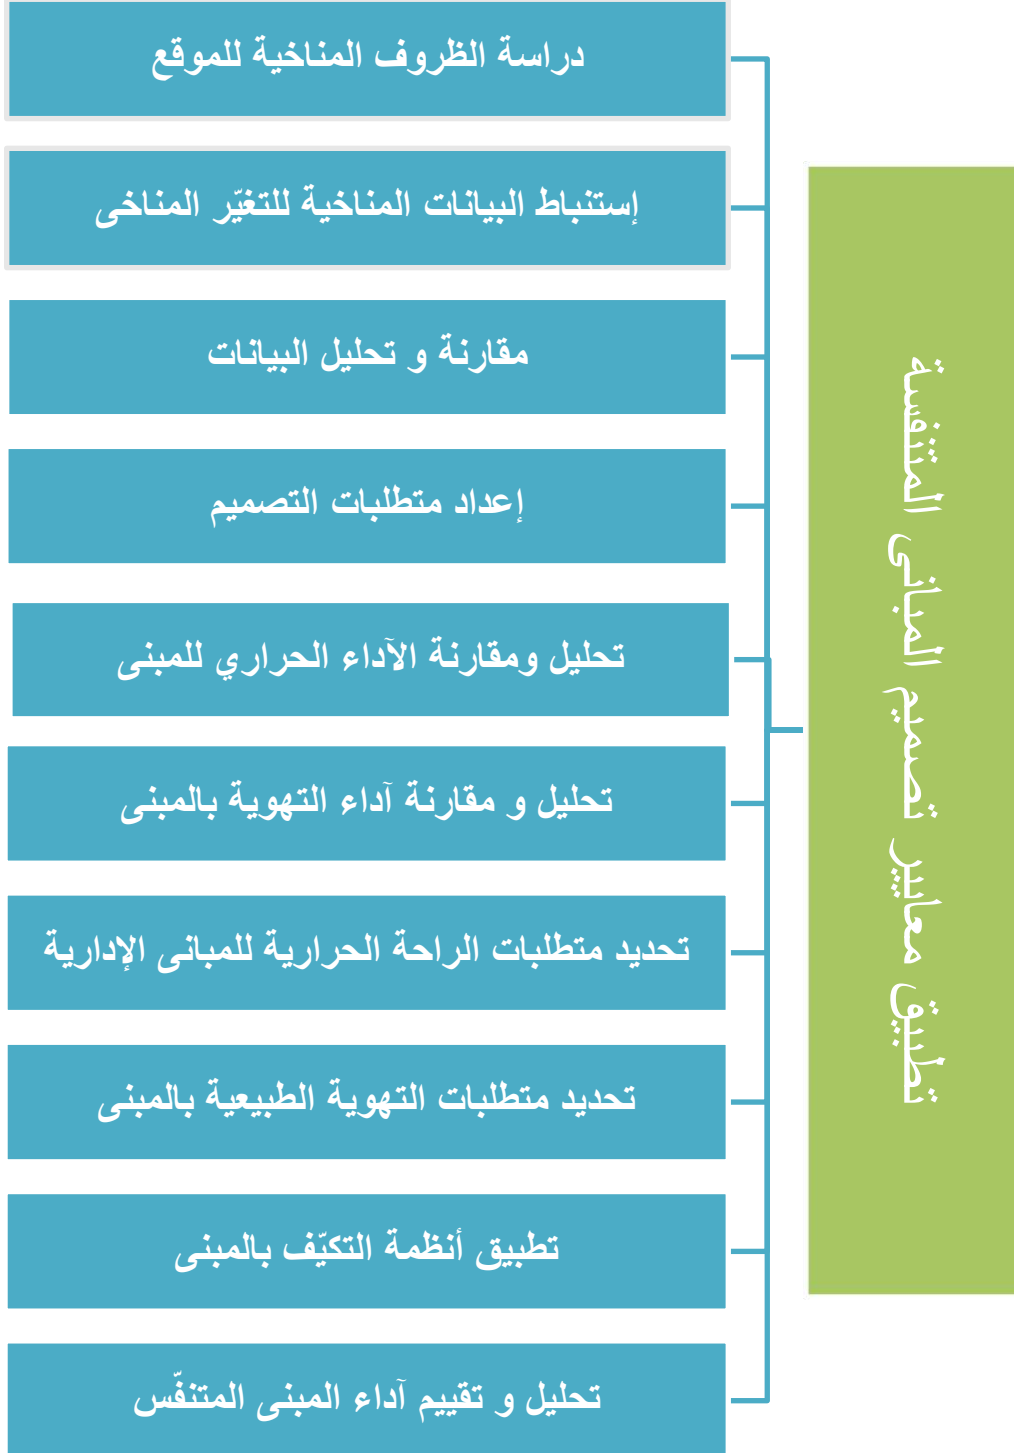 تطبيق معايير تصميم المبانى المتنفسة
دراسة الظروف المناخية للموقع
إستنباط البيانات المناخية للتغيّر المناخى
مقارنة و تحليل البيانات
إعداد متطلبات التصميم
تحليل ومقارنة الآداء الحراري للمبنى
تحليل و مقارنة آداء التهوية بالمبنى
تحديد متطلبات الراحة الحرارية للمبانى الإدارية
تحديد متطلبات التهوية الطبيعية بالمبنى
تطبيق أنظمة التكيّف بالمبنى
تحليل و تقييم آداء المبنى المتنفّس